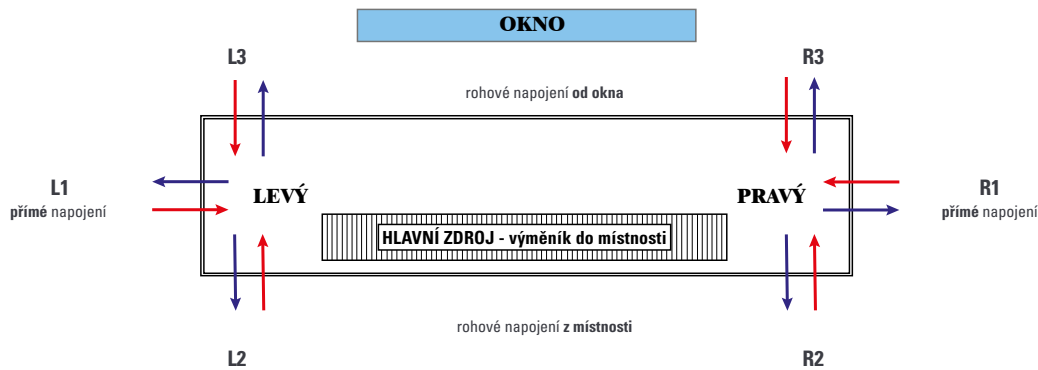 OKNO
L3
R3
rohové napojení od okna
L1
přímé napojení
LEVÝ
PRAVÝ
R1
přímé napojení
HLAVNÍ ZDROJ - výměník do místnosti
rohové napojení z místnosti
L2
R2